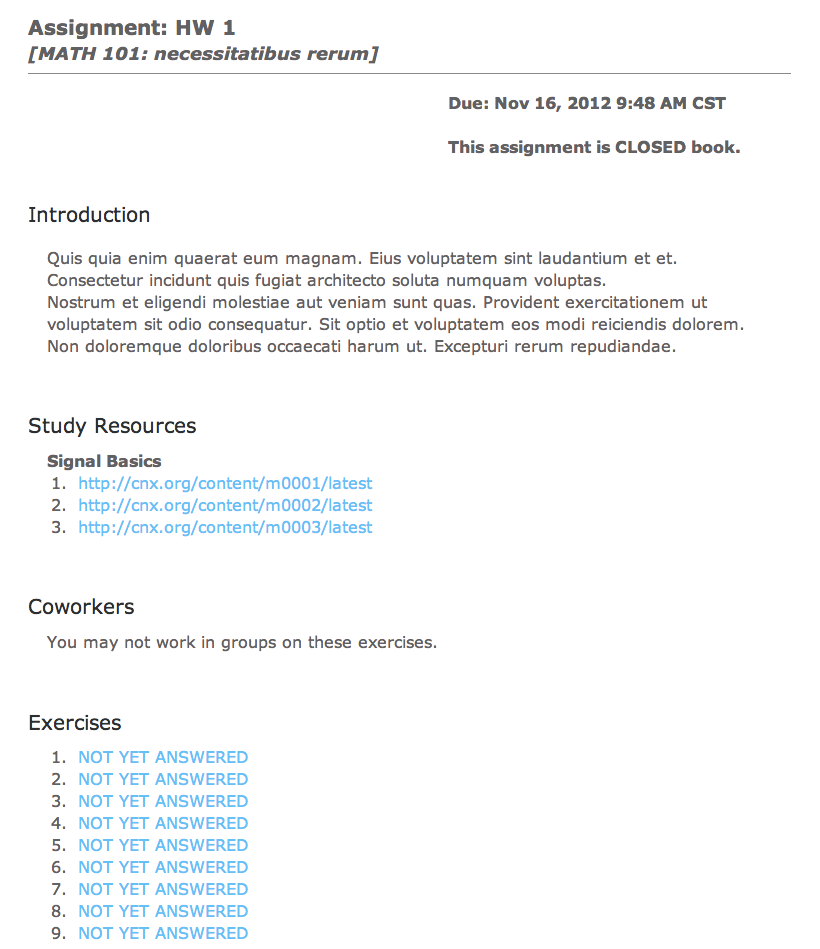 Assignment: HW 1
[MATH 101: necessitatibus rerum]
Due: Nov 16, 2012 9:48 AM CST
This assignment is CLOSED book.
Introduction
Quis quia enim quaerat eum magnam. Eius voluptatem sint laudantium et et.
Consectetur incidunt quis fugiat architecto soluta numquam voluptas.
Nostrum et eligendi molestiae aut veniam sunt quas. Provident exercitationem ut
voluptatem sit odio consequatur. Sit optio et voluptatem eos modi reiciendis dolorem.
Non doloremque doloribus occaecati harum ut. Excepturi rerum repudiandae.
Study Resources
Signal Basics
1. http://cnx.org/content/m0001/latest
2. http://cnx.org/content/m0002/latest
3. http://cnx.org/content/m0003/latest
Coworkers
You may not work in groups on these exercises.
Exercises
1. NOT YET ANSWERED
2. NOT YET ANSWERED
3. NOT YET ANSWERED
4. NOT YET ANSWERED
5. NOT YET ANSWERED
6. NOT YET ANSWERED
7. NOT YET ANSWERED
8. NOT YET ANSWERED
9. NOT YET ANSWERED